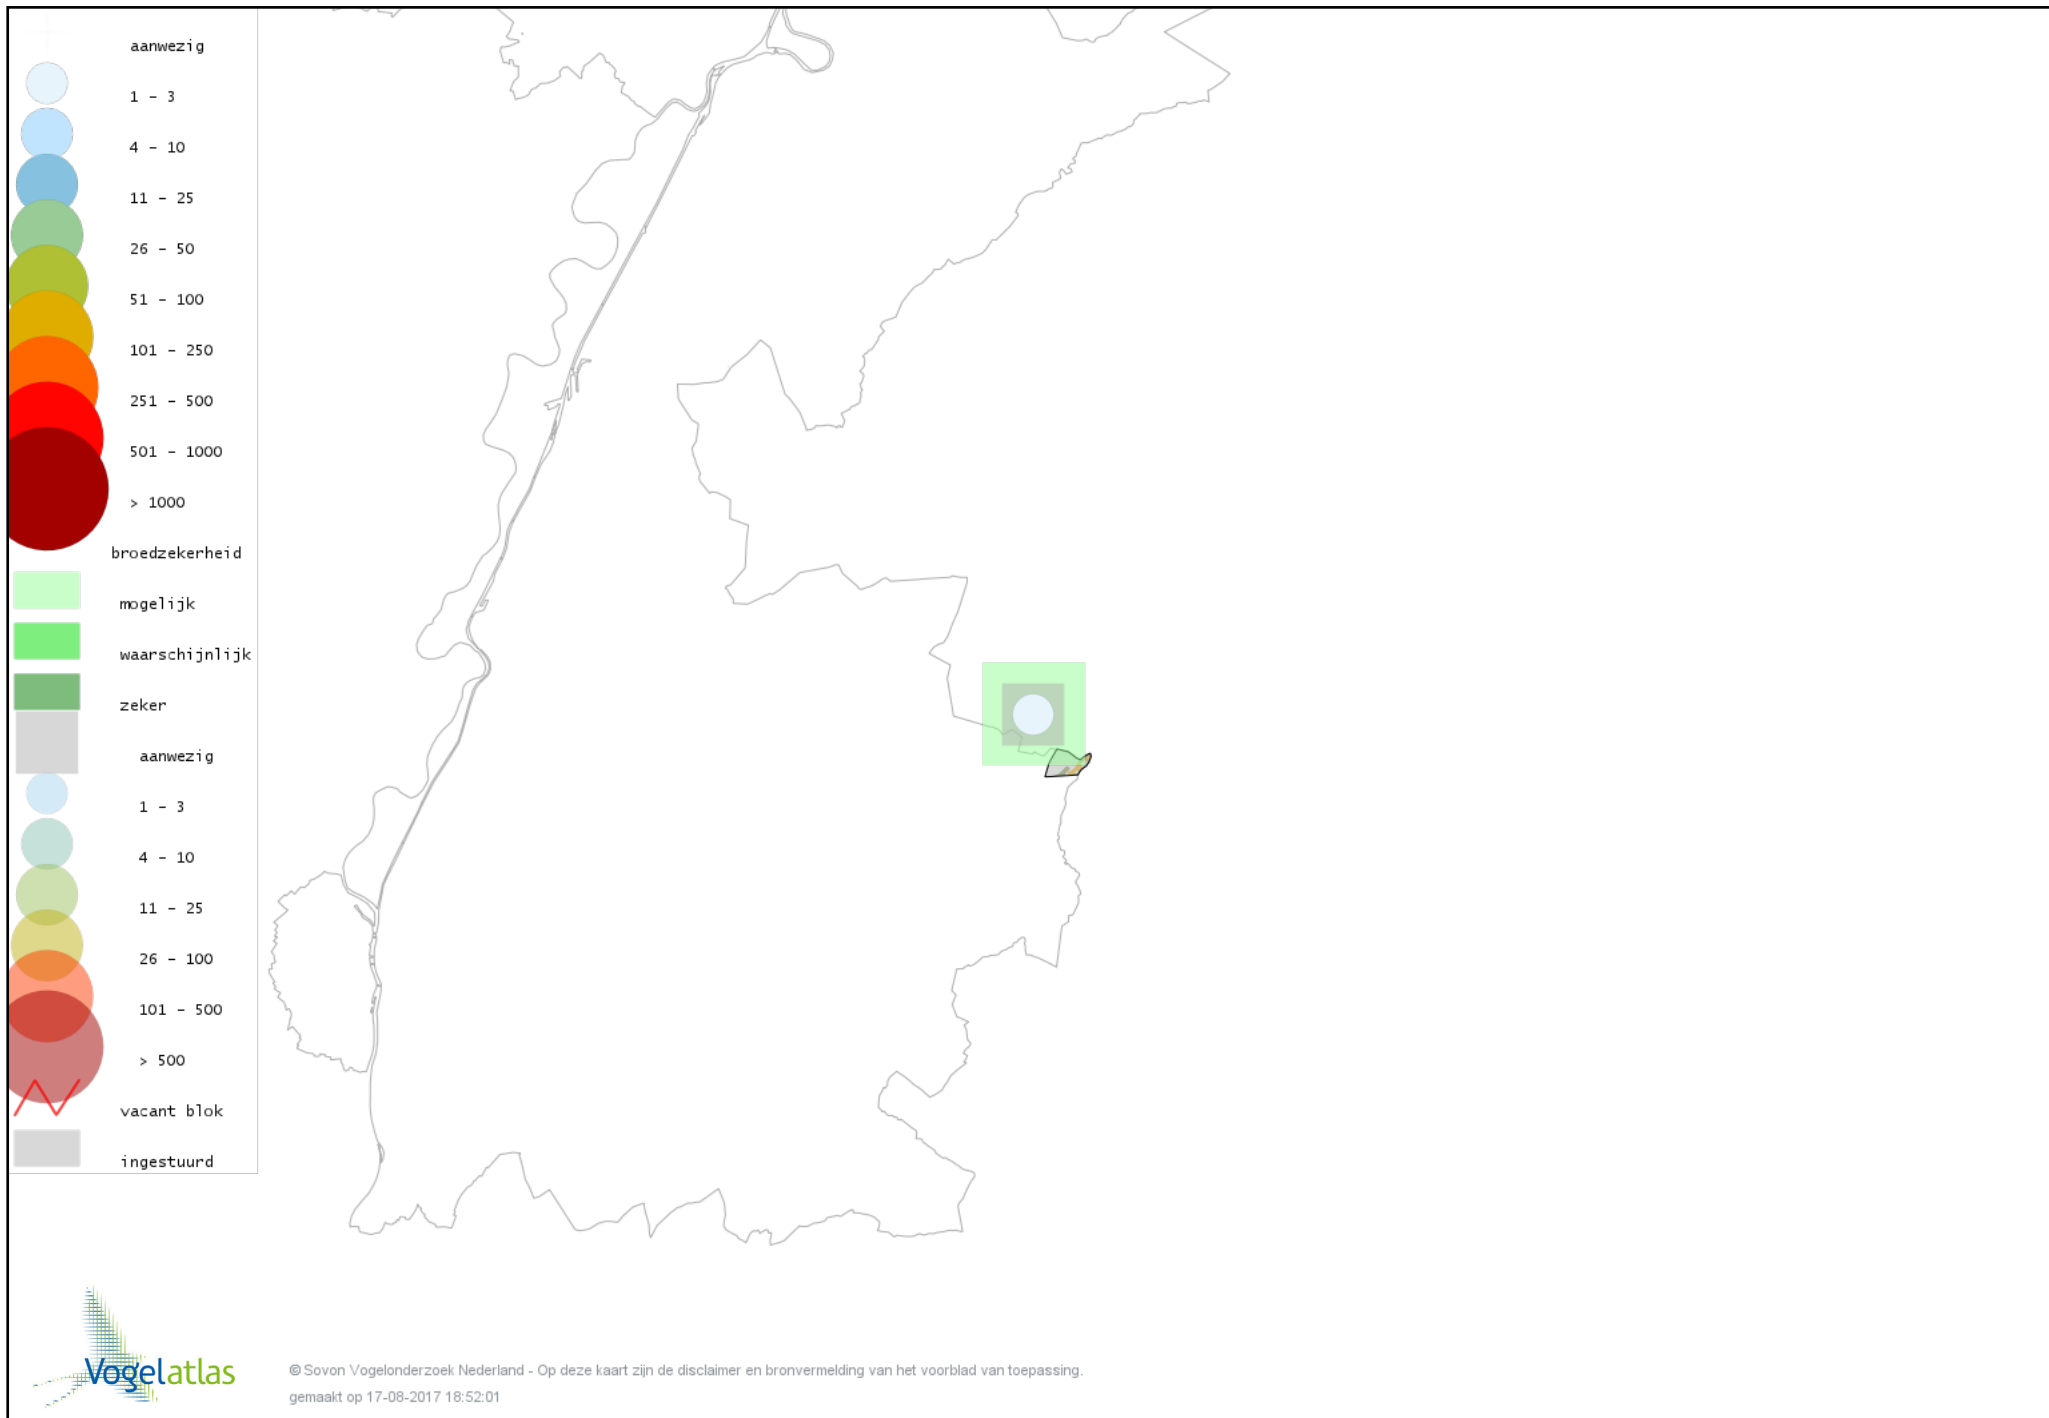 aanwezig
1 - 3
4 - 10
11 - 25
26 - 50
51 - 100
101 - 250
251 - 500
501 - 1000
> 1000
broedzekerheid
mogelijk
waarschijnlijk
zeker
aanwezig
1 - 3
4 - 10
11 - 25
26 - 100
101 - 500
> 500
vacant blok
ingestuurd
Vogelatlas
© Sovon Vogelonderzoek Nederland - Op deze kaart zijn de disclaimer en bronvermelding van het voorblad van toepassing.
gemaakt op 17-08-2017 18:52:01